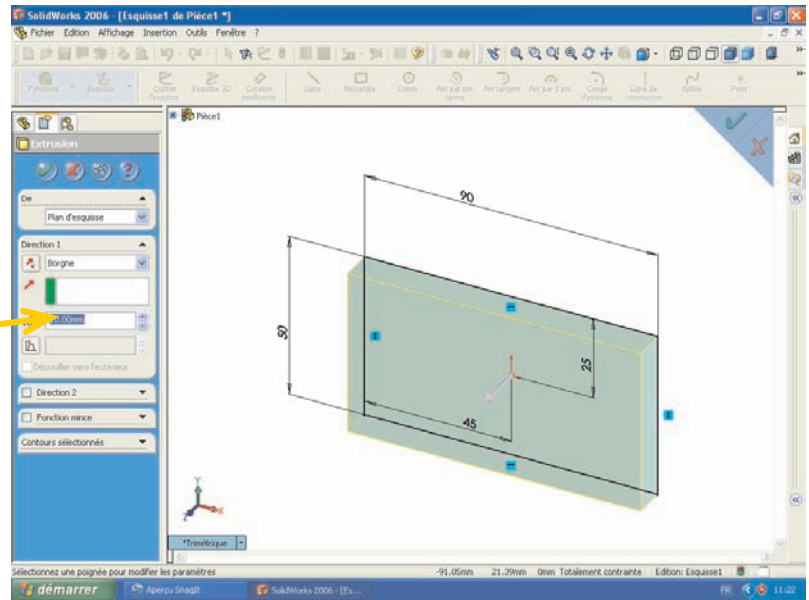 SolidWorks 2006 - [Esquisse1 de Pièce1 *]
Fichier Edition Affichage Insertion Outils Fenêtre ?
Fonctions Esquisse Quitter l'esquisse Esquisse 3D Cotation intelligente Ligne Rectangle Cercle Arc par son centre Arc tangent Arc par 3 pts Congé d'esquisse Ligne de construction Spline Point
Pièce1
Extrusion
De
Plan d'esquisse
Direction 1
Borgne
Dépouiller vers l'extérieur
Direction 2
Fonction mince
Contours sélectionnés
90
50
25
45
Y
X
Z
*Trimétrique
Sélectionnez une poignée pour modifier les paramètres
-91.05mm 21.39mm 0mm Totalement contrainte Edition: Esquisse1
démarrer Aperçu SnagIt SolidWorks 2006 - [Es... FR 11:22